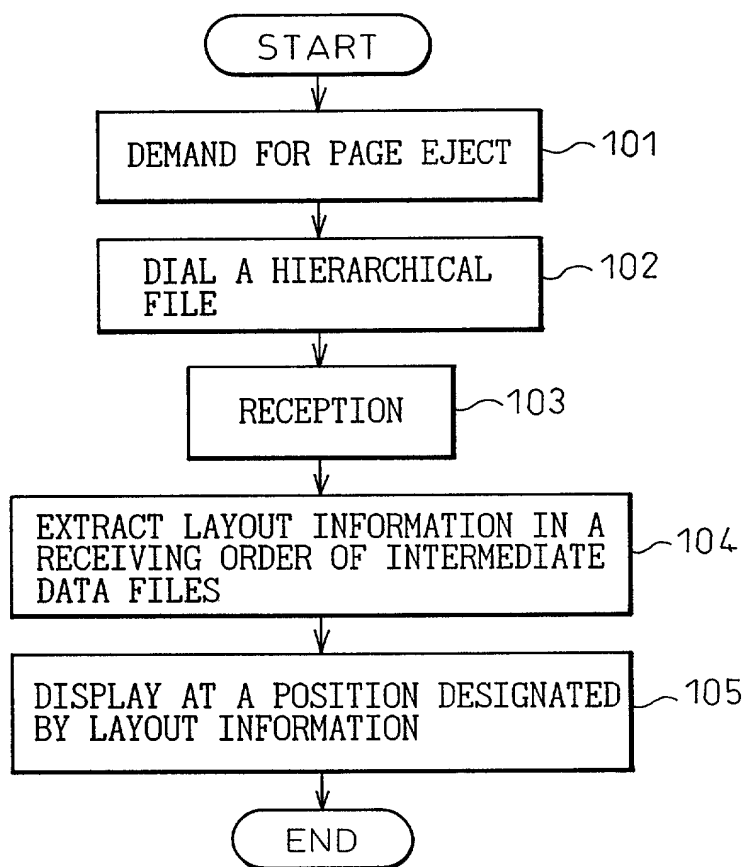 START
DEMAND FOR PAGE EJECT
101
DIAL A HIERARCHICAL
FILE
102
RECEPTION
103
EXTRACT LAYOUT INFORMATION IN A
RECEIVING ORDER OF INTERMEDIATE
DATA FILES
104
DISPLAY AT A POSITION DESIGNATED
BY LAYOUT INFORMATION
105
END